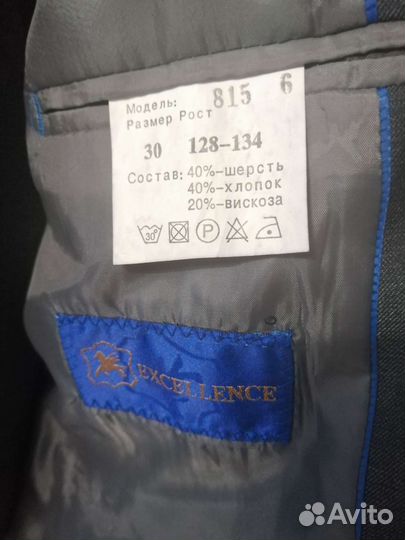 Модель: 815 6
Размер Рост
30 128-134
Состав: 40%-шерсть
40%-хлопок
20%-вискоза
30° P
EXCELLENCE
Avito